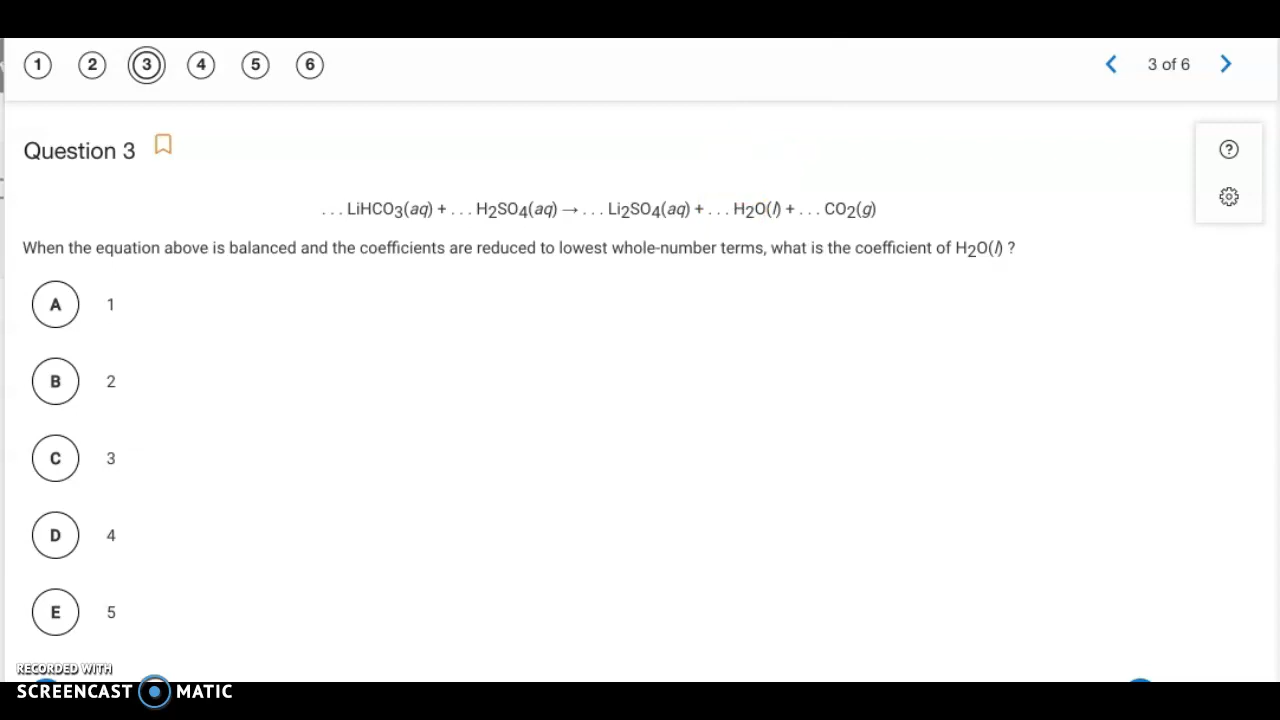 1 2 3 4 5 6 3 of 6
Question 3
... LiHCO3(aq) + ... H2SO4(aq) → ... Li2SO4(aq) + ... H2O(l) + ... CO2(g)
When the equation above is balanced and the coefficients are reduced to lowest whole-number terms, what is the coefficient of H2O(l) ?
A 1
B 2
C 3
D 4
E 5
RECORDED WITH
SCREENCAST MATIC